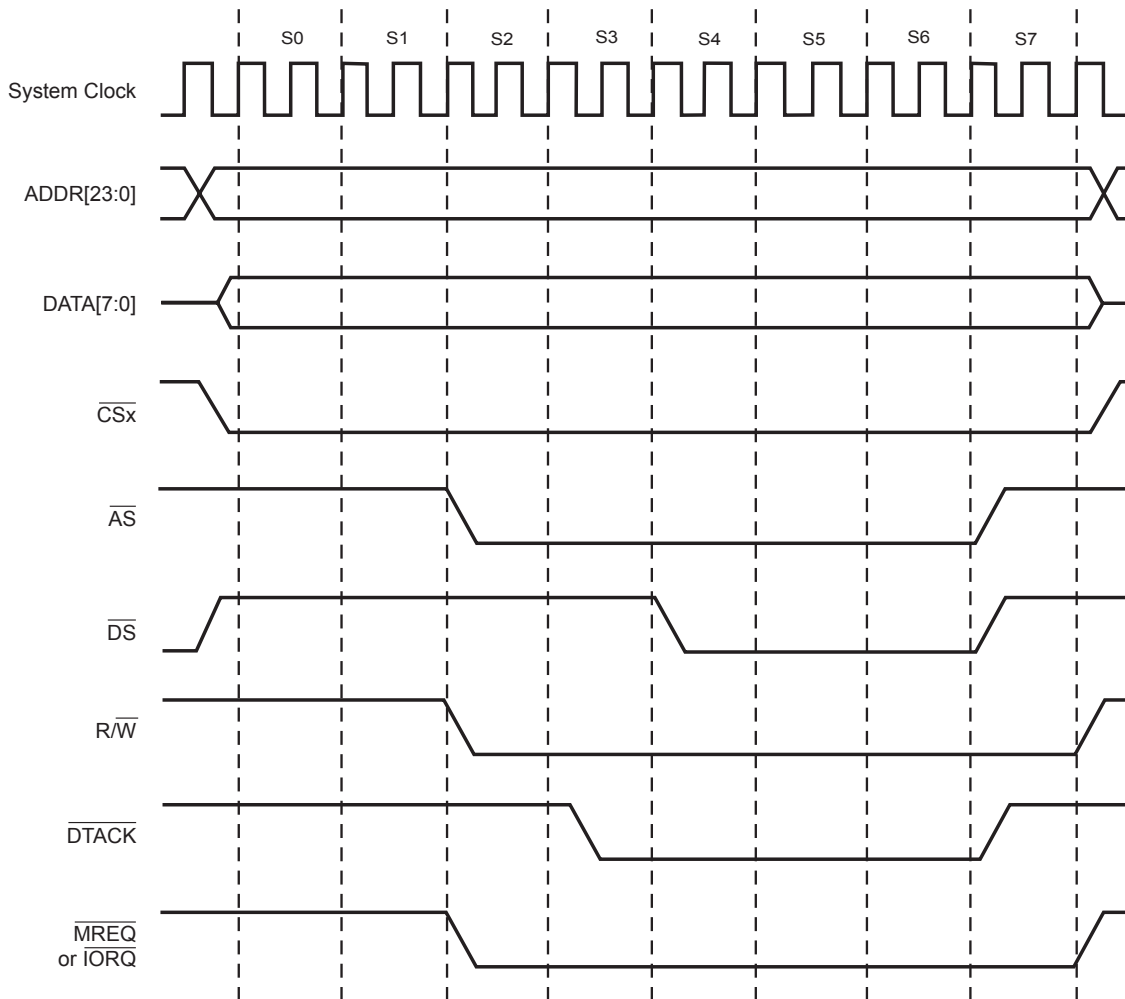 S0 S1 S2 S3 S4 S5 S6 S7
System Clock
ADDR[23:0]
DATA[7:0]
CSx
AS
DS
R/W
DTACK
MREQ
or IORQ